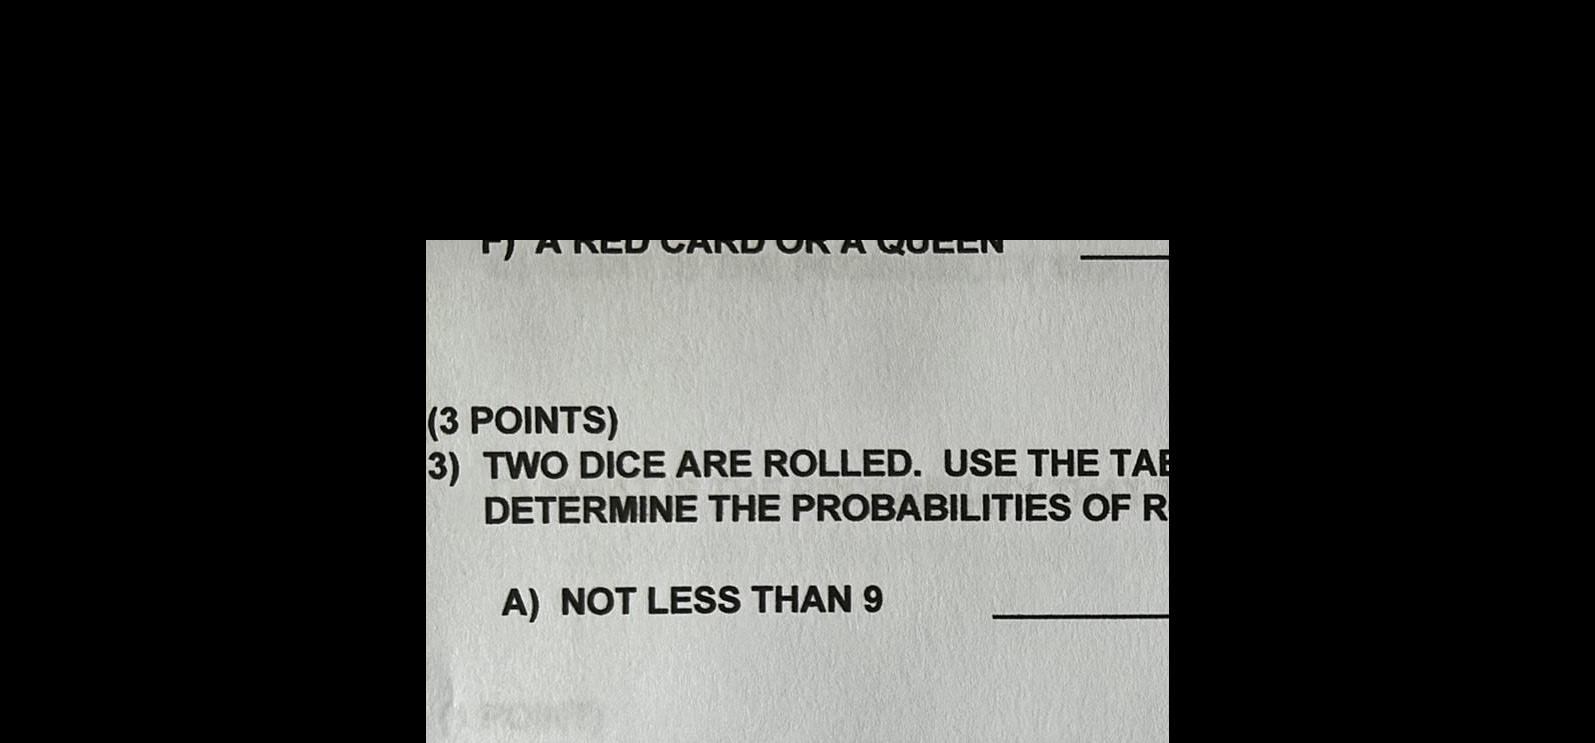 F) A RED CARD OR A QUEEN
(3 POINTS)
3) TWO DICE ARE ROLLED. USE THE
DETERMINE THE PROBABILITIES OF
A) NOT LESS THAN 9